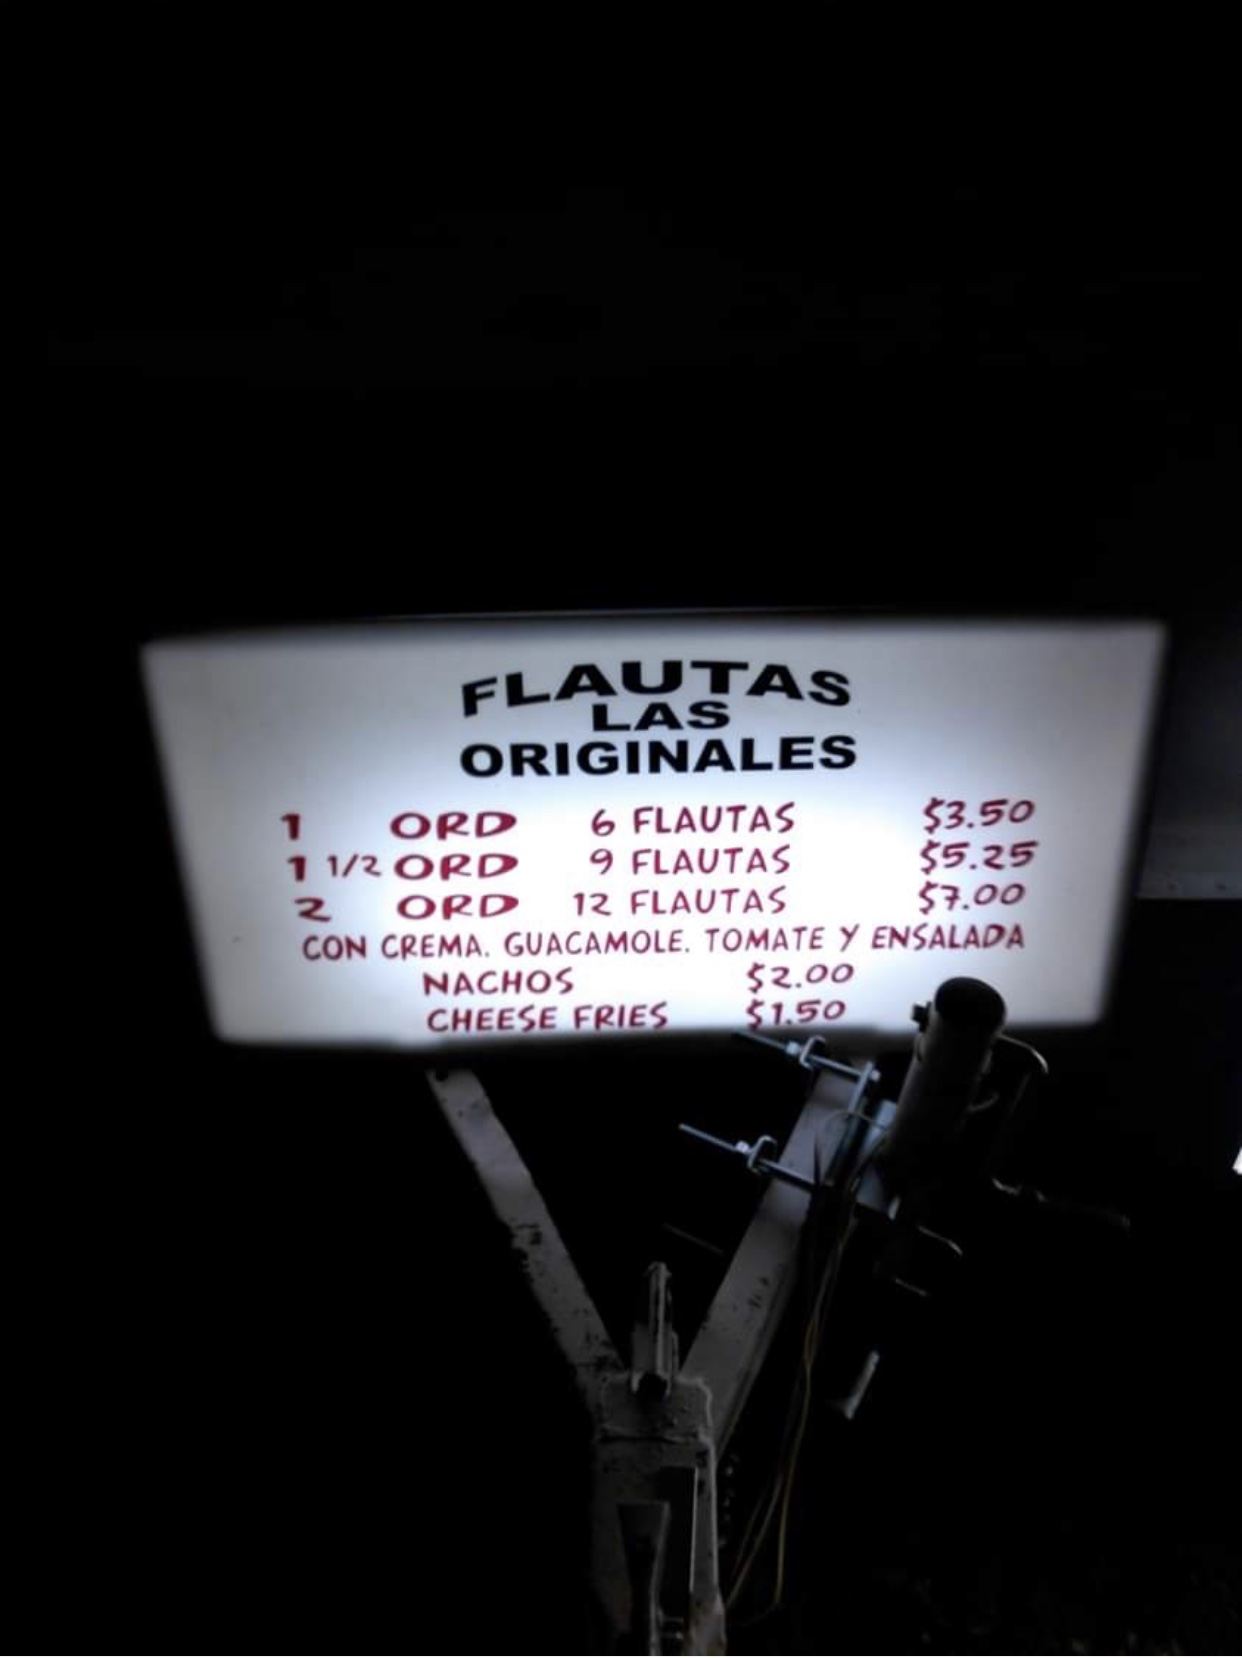 FLAUTAS
LAS
ORIGINALES
1 ORD 6 FLAUTAS $3.50
1 1/2 ORD 9 FLAUTAS $5.25
2 ORD 12 FLAUTAS $7.00
CON CREMA. GUACAMOLE. TOMATE Y ENSALADA
NACHOS $2.00
CHEESE FRIES $1.50